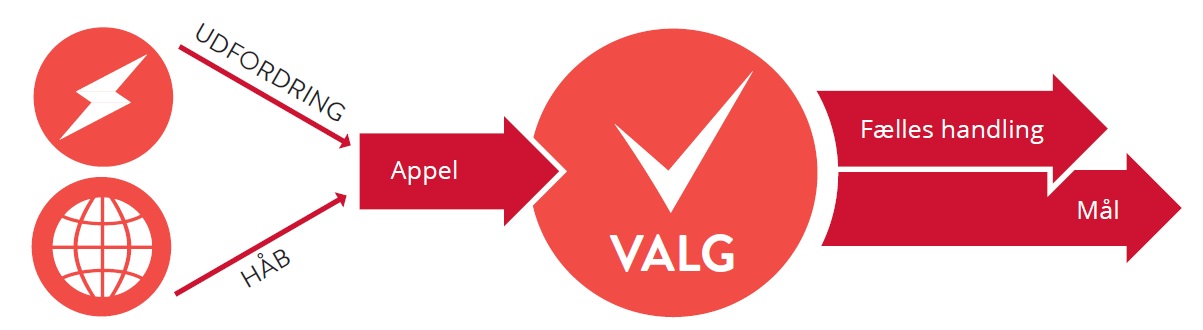 UDFORDRING
HÅB
Appel
VALG
Fælles handling
Mål